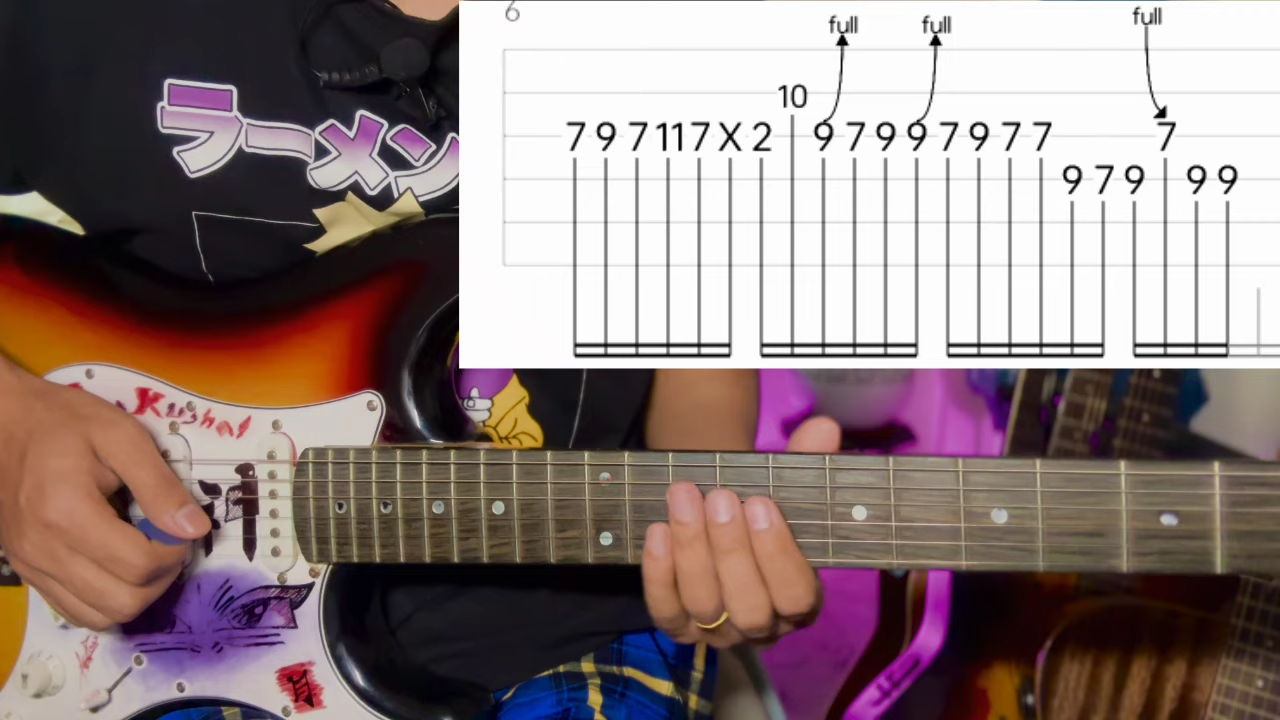 6
full full full
10
7 9 7 11 7 X 2 9 7 9 9 7 9 7 7 7
9 7 9 9 9
ラーメン
Kushal